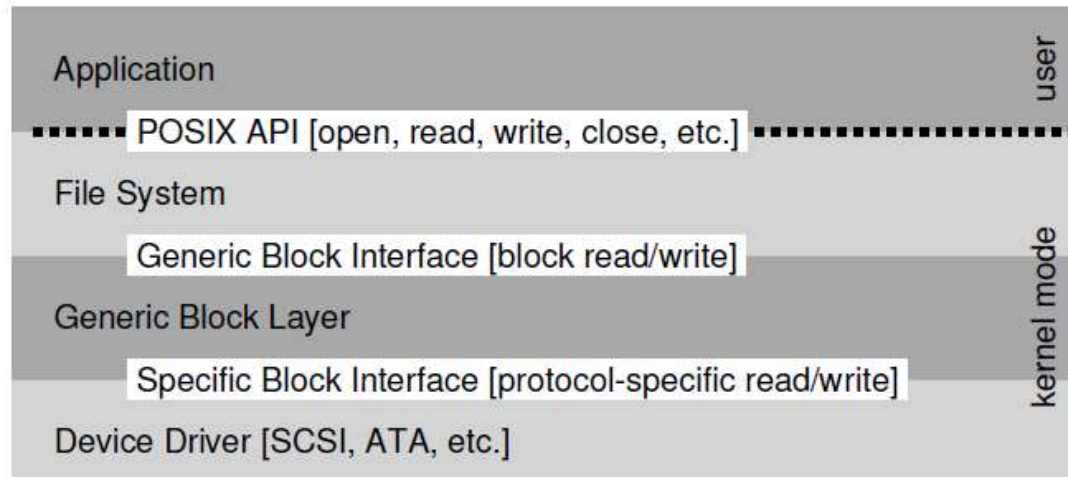 Application
user
POSIX API [open, read, write, close, etc.]
File System
Generic Block Interface [block read/write]
kernel mode
Generic Block Layer
Specific Block Interface [protocol-specific read/write]
Device Driver [SCSI, ATA, etc.]